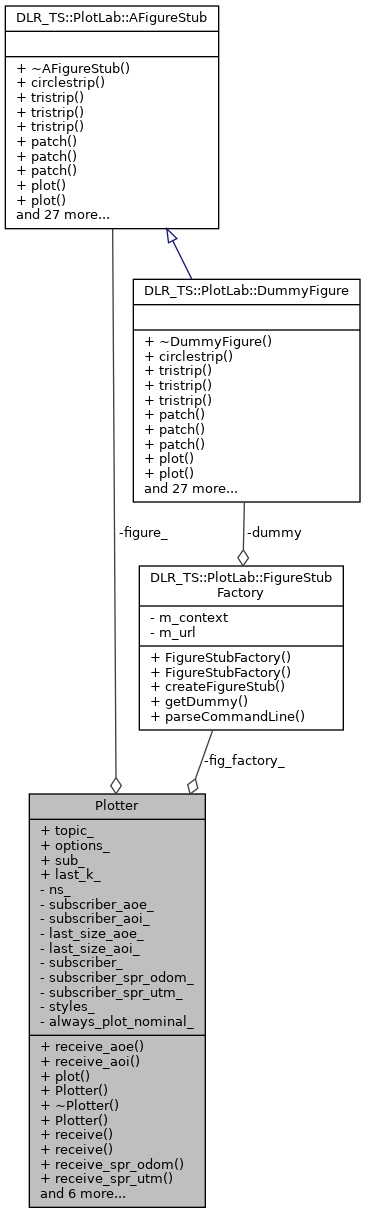 DLR_TS::PlotLab::AFigureStub
+ ~AFigureStub()
+ circlestrip()
+ tristrip()
+ tristrip()
+ tristrip()
+ patch()
+ patch()
+ patch()
+ plot()
+ plot()
and 27 more...
DLR_TS::PlotLab::DummyFigure
+ ~DummyFigure()
+ circlestrip()
+ tristrip()
+ tristrip()
+ tristrip()
+ patch()
+ patch()
+ patch()
+ plot()
+ plot()
and 27 more...
-figure_
-dummy
DLR_TS::PlotLab::FigureStub
Factory
- m_context
- m_url
+ FigureStubFactory()
+ FigureStubFactory()
+ createFigureStub()
+ getDummy()
+ parseCommandLine()
-fig_factory_
Plotter
+ topic_
+ options_
+ sub_
+ last_k_
- ns_
- subscriber_aoe_
- subscriber_aoi_
- last_size_aoe_
- last_size_aoi_
- subscriber_
- subscriber_spr_odom_
- subscriber_spr_utm_
- styles_
- always_plot_nominal_
+ receive_aoe()
+ receive_aoi()
+ plot()
+ Plotter()
+ ~Plotter()
+ Plotter()
+ receive()
+ receive()
+ receive_spr_odom()
+ receive_spr_utm()
and 6 more...